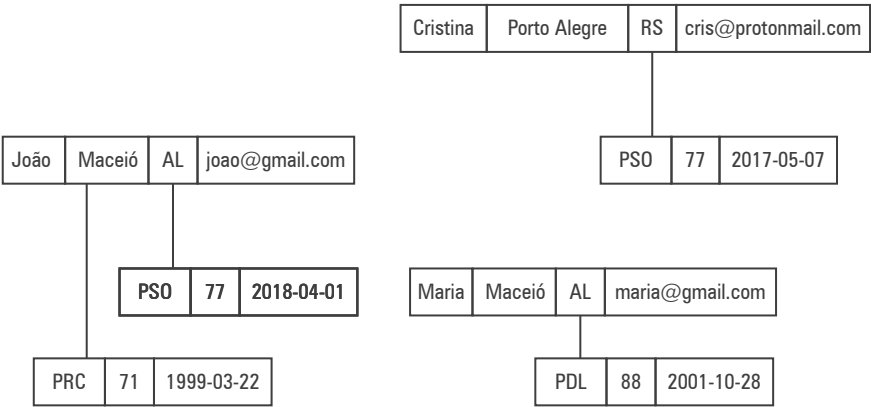 Cristina Porto Alegre RS cris@protonmail.com
PSO 77 2017-05-07
João Maceió AL joao@gmail.com
PSO 77 2018-04-01
PRC 71 1999-03-22
Maria Maceió AL maria@gmail.com
PDL 88 2001-10-28